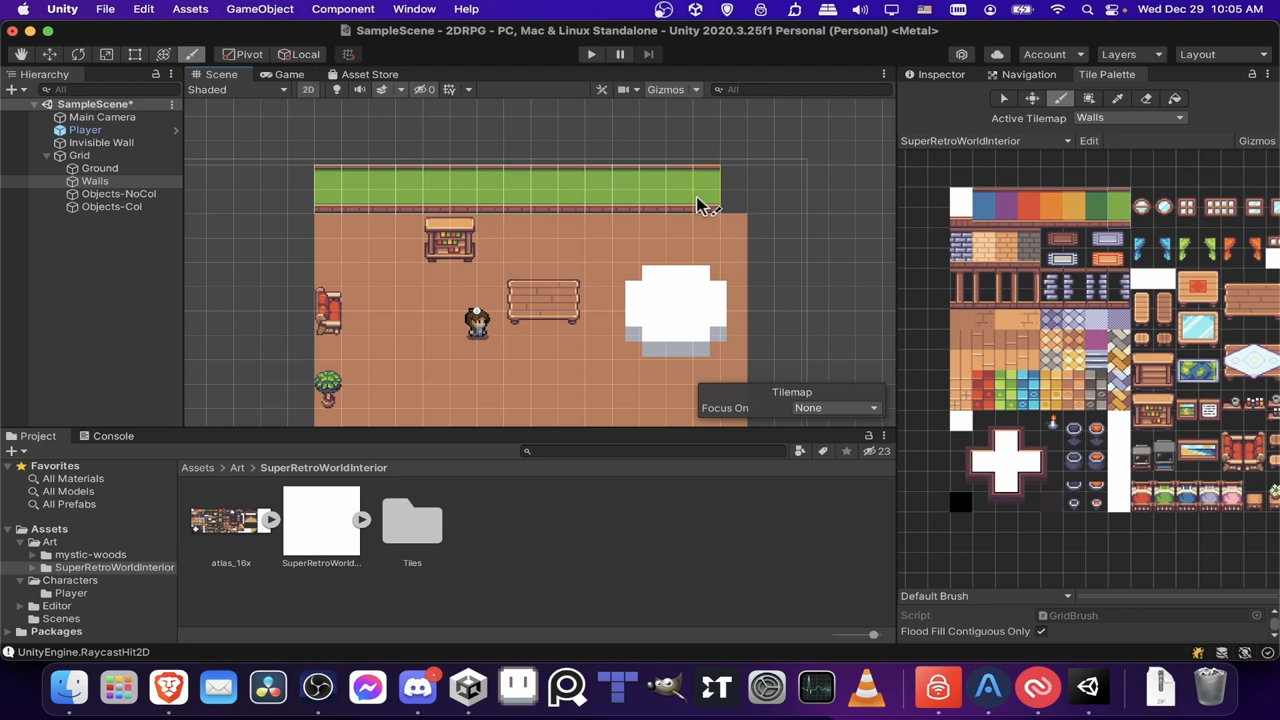 Unity File Edit Assets GameObject Component Window Help Wed Dec 29 10:05 AM
SampleScene - 2DRPG - PC, Mac & Linux Standalone - Unity 2020.3.25f1 Personal (Personal) <Metal>
Pivot Local Account Layers Layout
Hierarchy Scene Game Asset Store Inspector Navigation Tile Palette
All Shaded 2D 0 Gizmos All
SampleScene*
Main Camera
Active Tilemap Walls
Player
Invisible Wall SuperRetroWorldInterior Edit Gizmos
Grid
Ground
Walls
Objects-NoCol
Objects-Col
Tilemap
Focus On None
Project Console
23
Favorites Assets Art SuperRetroWorldInterior
All Materials
All Models
All Prefabs
Assets
Art
mystic-woods
SuperRetroWorldInterior atlas_16x SuperRetroWorld... Tiles
Characters
Player
Default Brush
Editor
Scenes Script GridBrush
Packages Flood Fill Contiguous Only
UnityEngine.RaycastHit2D